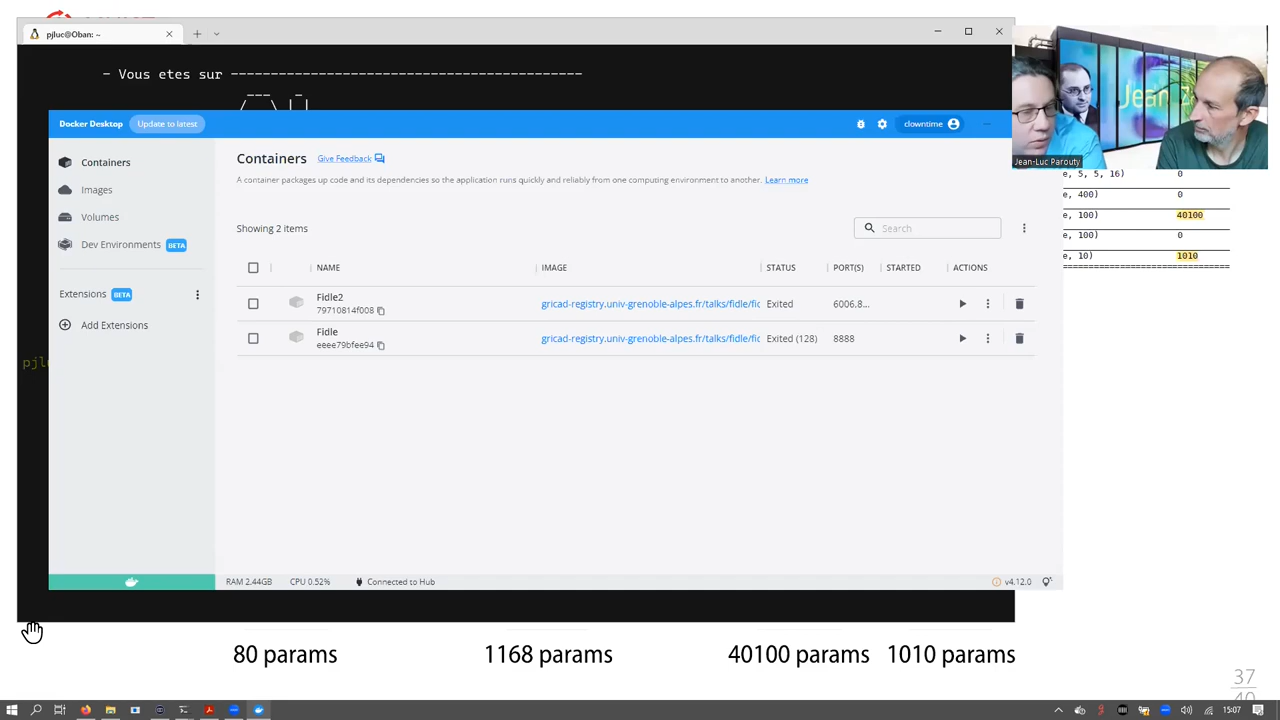 pjluc@Oban: ~
- Vous etes sur ---------------------------------------------
Docker Desktop
Update to latest
clowntime
Containers
Images
Volumes
Dev Environments
BETA
Extensions
BETA
Add Extensions
Containers
Give Feedback
A container packages up code and its dependencies so the application runs quickly and reliably from one computing environment to another. Learn more
Showing 2 items
Search
NAME IMAGE STATUS PORT(S) STARTED ACTIONS
Fidle2
79710814f008
gricad-registry.univ-grenoble-alpes.fr/talks/fidle/fic
Exited
6006,8...
Fidle
eeee79bfee94
gricad-registry.univ-grenoble-alpes.fr/talks/fidle/fic
Exited (128)
8888
RAM 2.44GB CPU 0.52% Connected to Hub
v4.12.0
Jean-Luc Parouty
e, 5, 5, 16) 0
e, 400) 0
e, 100) 40100
e, 100) 0
e, 10) 1010
80 params 1168 params 40100 params 1010 params
37
15:07